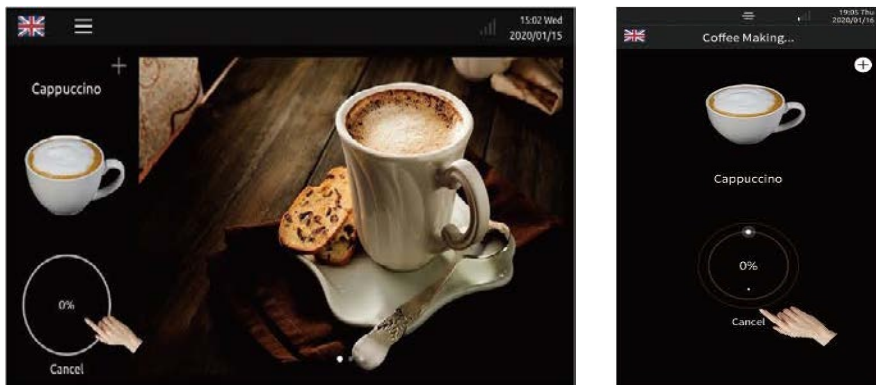 15:02 Wed
2020/01/15
Cappuccino
0%
Cancel
19:05 Thu
2020/01/16
Coffee Making...
Cappuccino
0%
Cancel